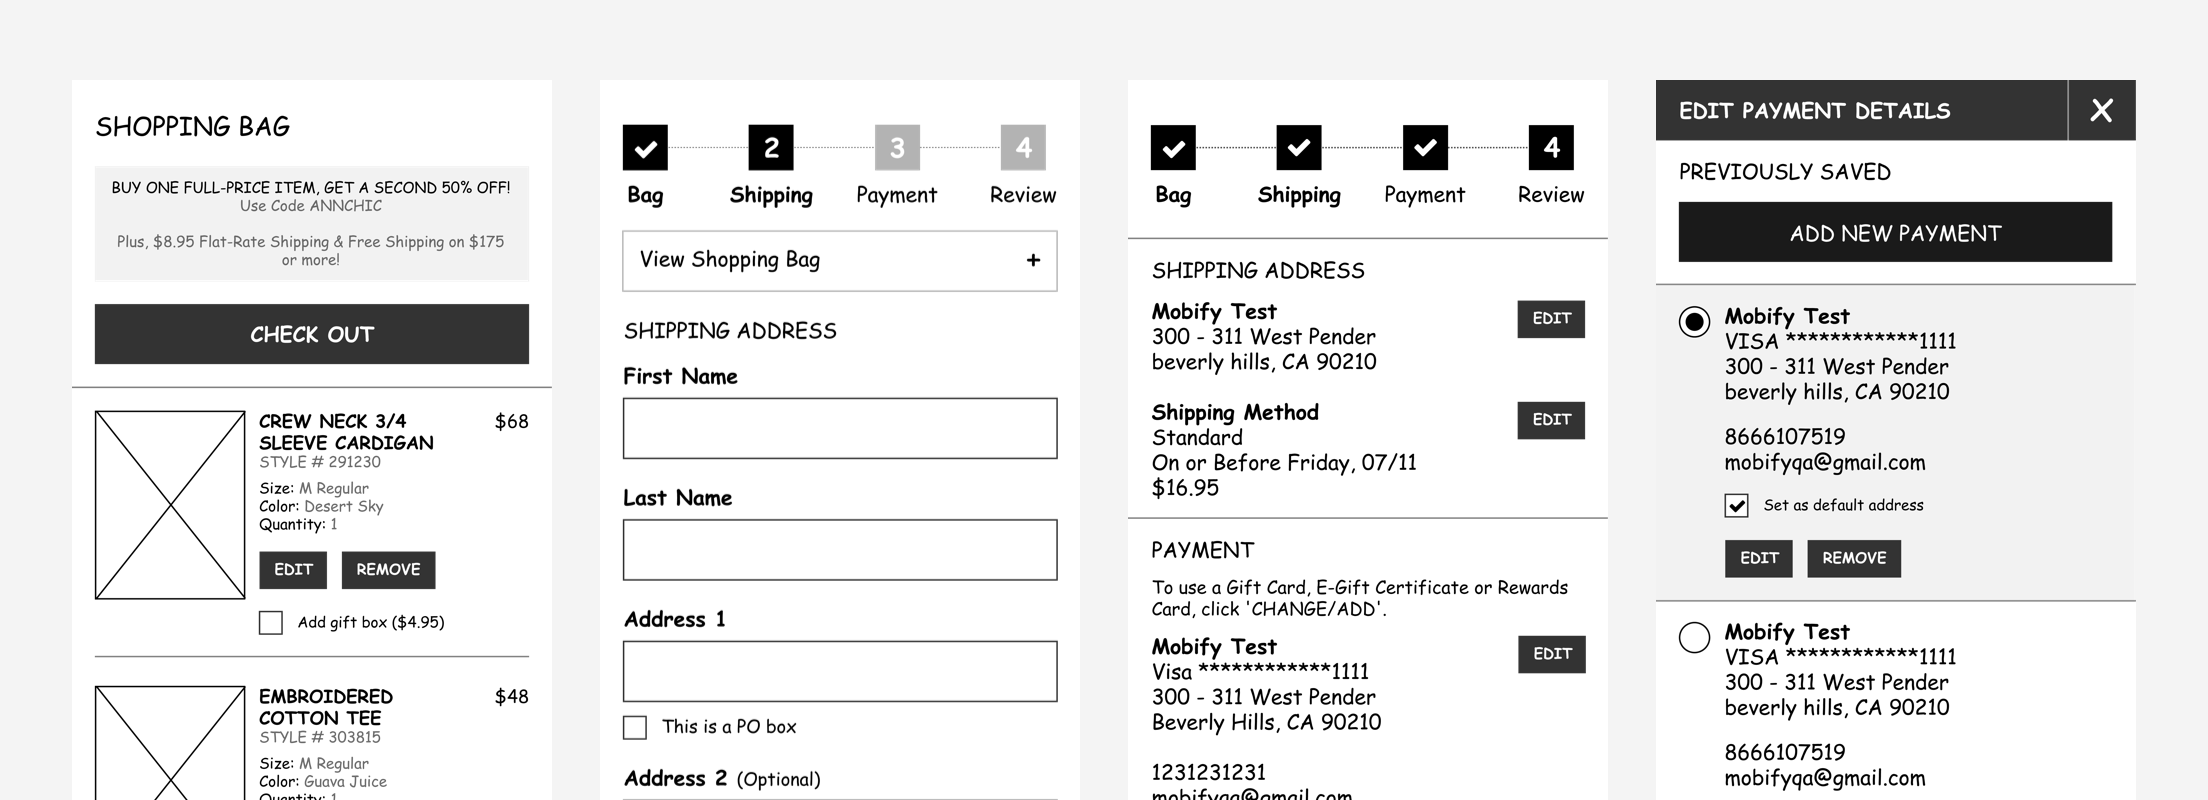 SHOPPING BAG
BUY ONE FULL-PRICE ITEM, GET A SECOND 50% OFF!
Use Code ANNCHIC
Plus, $8.95 Flat-Rate Shipping & Free Shipping on $175
or more!
CHECK OUT
CREW NECK 3/4
SLEEVE CARDIGAN
$68
STYLE # 291230
Size: M Regular
Color: Desert Sky
Quantity: 1
EDIT
REMOVE
Add gift box ($4.95)
EMBROIDERED
COTTON TEE
$48
STYLE # 303815
Size: M Regular
Color: Guava Juice
Quantity: 1
2
3
4
Bag
Shipping
Payment
Review
View Shopping Bag +
SHIPPING ADDRESS
First Name
Last Name
Address 1
This is a PO box
Address 2 (Optional)
4
Bag
Shipping
Payment
Review
SHIPPING ADDRESS
Mobify Test
300 - 311 West Pender
beverly hills, CA 90210
EDIT
Shipping Method
Standard
On or Before Friday, 07/11
$16.95
EDIT
PAYMENT
To use a Gift Card, E-Gift Certificate or Rewards
Card, click 'CHANGE/ADD'.
Mobify Test
Visa ************1111
300 - 311 West Pender
Beverly Hills, CA 90210
EDIT
1231231231
mobifyqa@gmail.com
EDIT PAYMENT DETAILS X
PREVIOUSLY SAVED
ADD NEW PAYMENT
Mobify Test
VISA ************1111
300 - 311 West Pender
beverly hills, CA 90210
8666107519
mobifyqa@gmail.com
Set as default address
EDIT
REMOVE
Mobify Test
VISA ************1111
300 - 311 West Pender
beverly hills, CA 90210
8666107519
mobifyqa@gmail.com